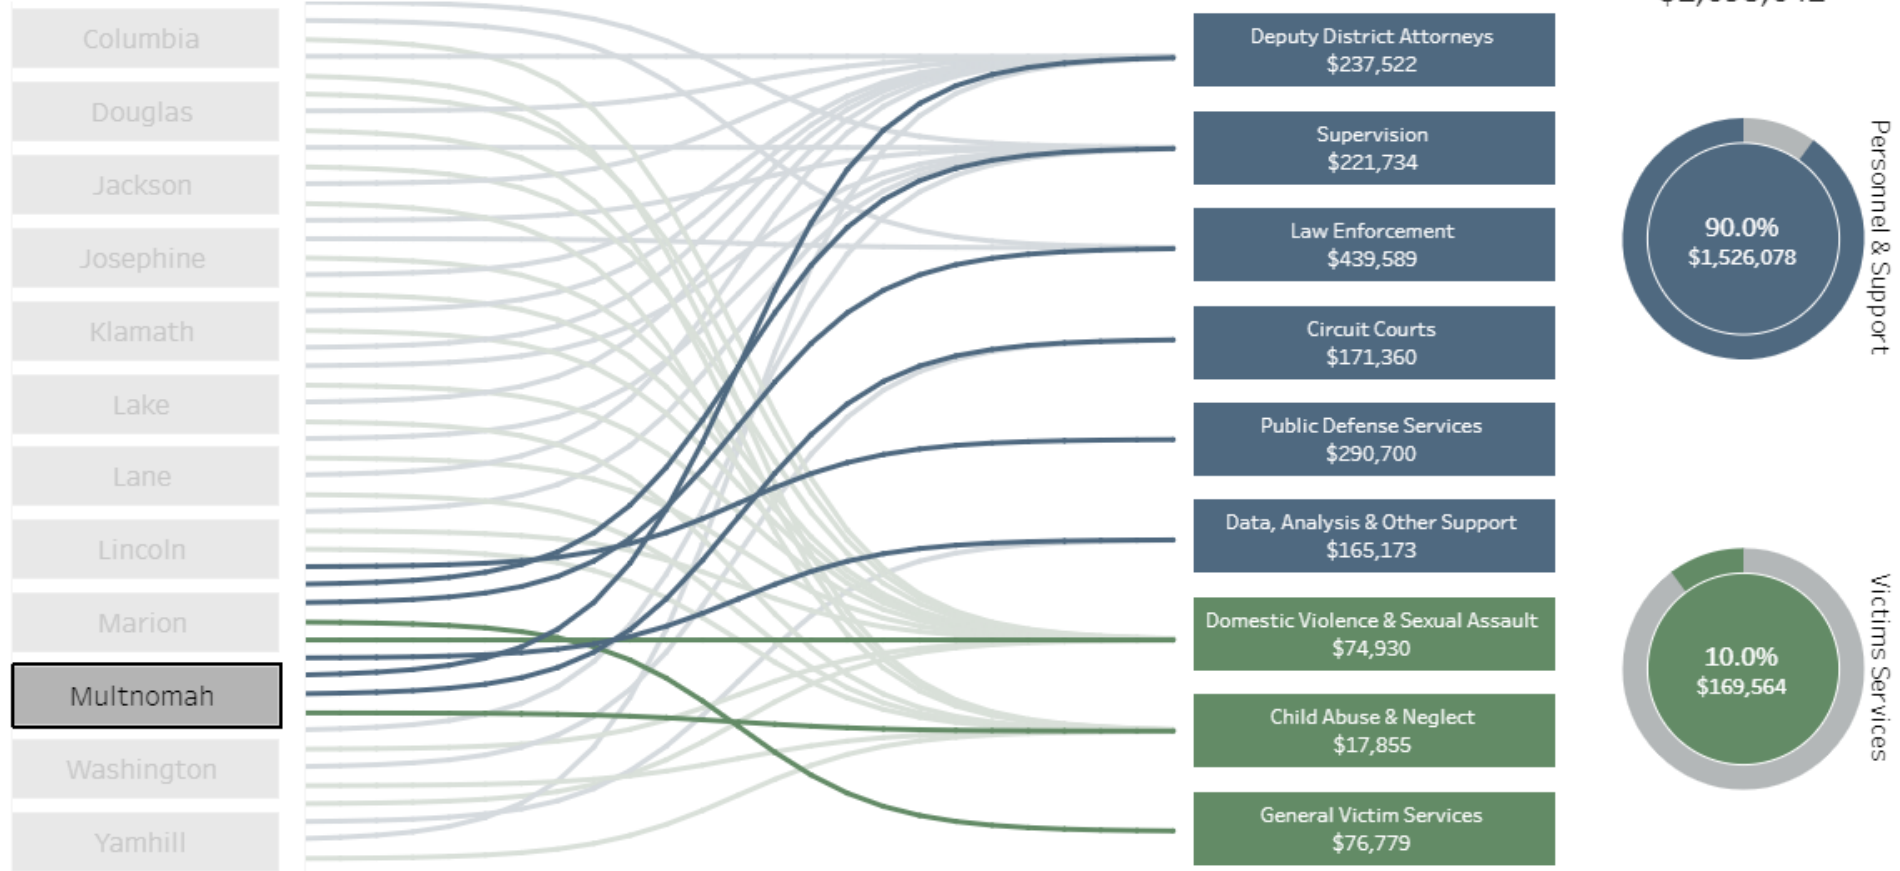 Columbia
Douglas
Jackson
Josephine
Klamath
Lake
Lane
Lincoln
Marion
Multnomah
Washington
Yamhill
Deputy District Attorneys
$237,522
Supervision
$221,734
Law Enforcement
$439,589
Circuit Courts
$171,360
Public Defense Services
$290,700
Data, Analysis & Other Support
$165,173
Domestic Violence & Sexual Assault
$74,930
Child Abuse & Neglect
$17,855
General Victim Services
$76,779
90.0%
$1,526,078
Personnel & Support
10.0%
$169,564
Victims Services